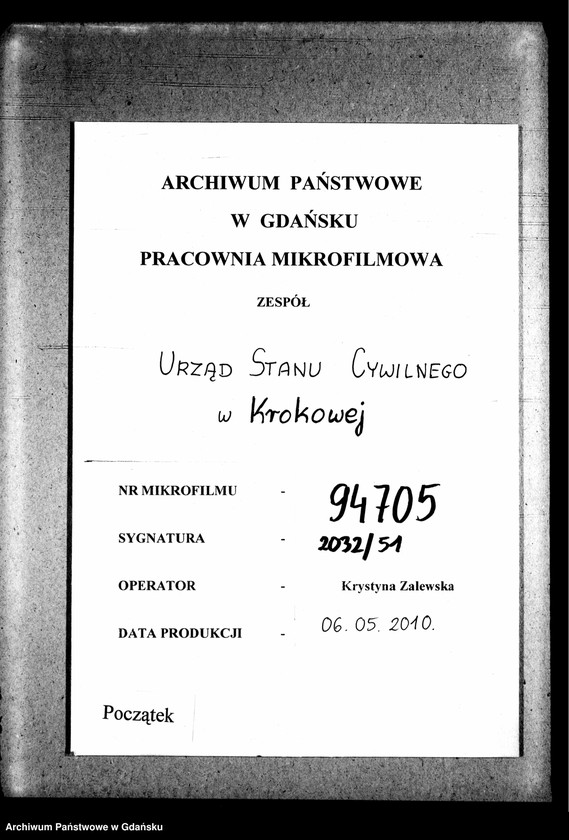 ARCHIWUM PAŃSTWOWE
W GDAŃSKU
PRACOWNIA MIKROFILMOWA
ZESPÓŁ
URZĄD STANU CYWILNEGO
w Krokowej
NR MIKROFILMU - 94705
SYGNATURA - 2032/51
OPERATOR - Krystyna Zalewska
DATA PRODUKCJI - 06. 05. 2010.
Początek
Archiwum Państwowe w Gdańsku